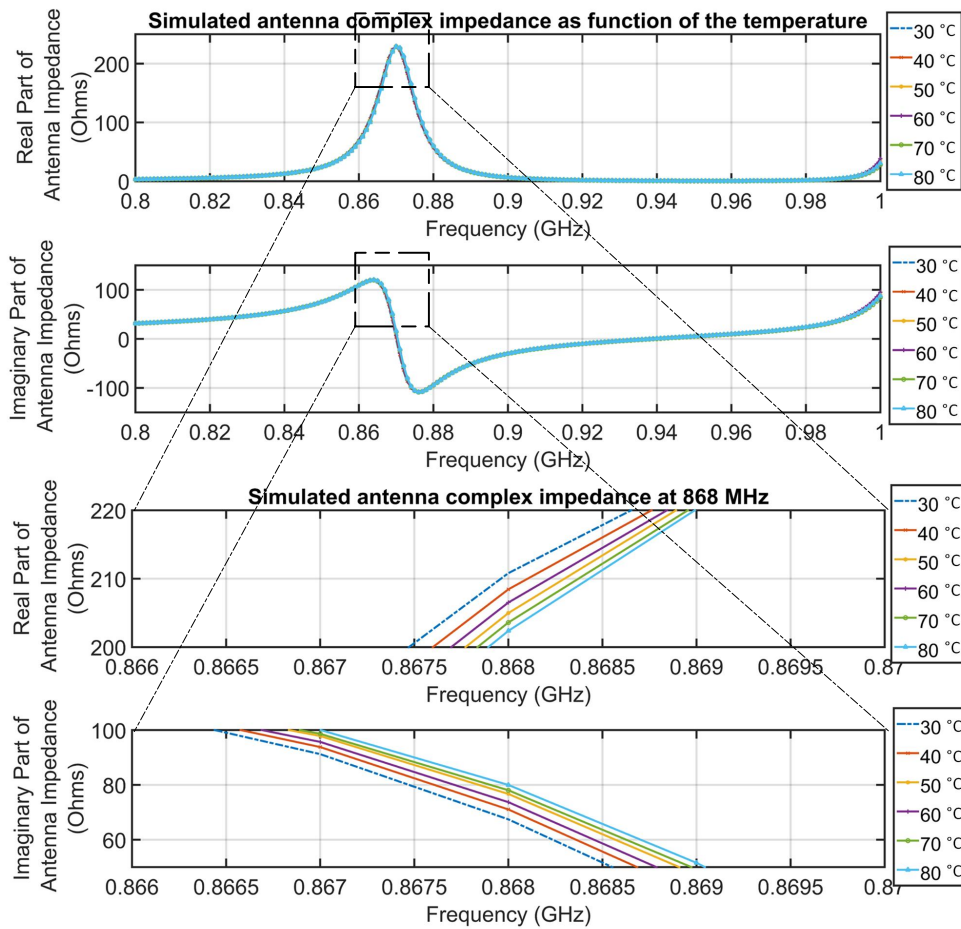 Simulated antenna complex impedance as function of the temperature
Real Part of
Antenna Impedance
(Ohms)
200
100
0
0.8 0.82 0.84 0.86 0.88 0.9 0.92 0.94 0.96 0.98 1
Frequency (GHz)
30 °C
40 °C
50 °C
60 °C
70 °C
80 °C
Imaginary Part of
Antenna Impedance
(Ohms)
100
0
-100
0.8 0.82 0.84 0.86 0.88 0.9 0.92 0.94 0.96 0.98 1
Frequency (GHz)
30 °C
40 °C
50 °C
60 °C
70 °C
80 °C
Simulated antenna complex impedance at 868 MHz
Real Part of
Antenna Impedance
(Ohms)
220
210
200
0.866 0.8665 0.867 0.8675 0.868 0.8685 0.869 0.8695 0.87
Frequency (GHz)
30 °C
40 °C
50 °C
60 °C
70 °C
80 °C
Imaginary Part of
Antenna Impedance
(Ohms)
100
80
60
0.866 0.8665 0.867 0.8675 0.868 0.8685 0.869 0.8695 0.87
Frequency (GHz)
30 °C
40 °C
50 °C
60 °C
70 °C
80 °C